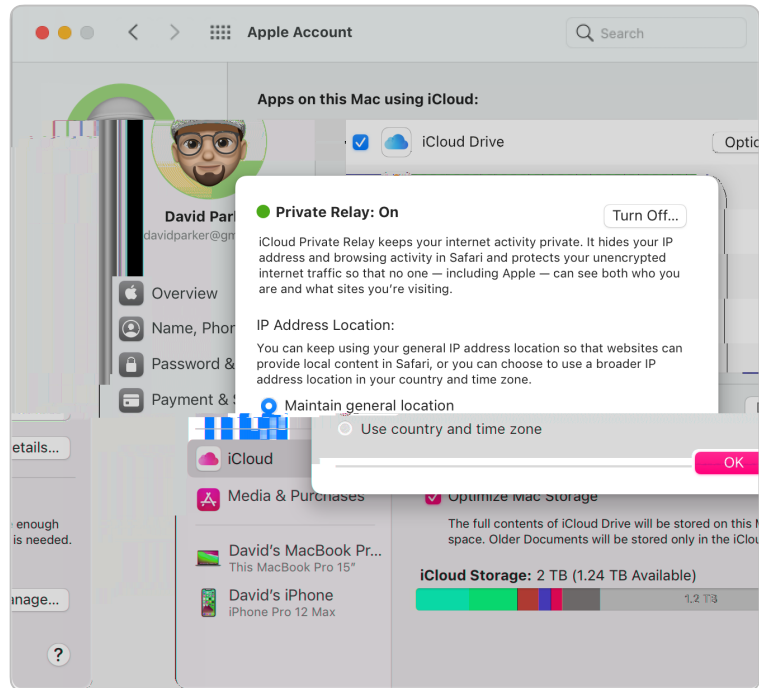 Apple Account
Search
Apps on this Mac using iCloud:
iCloud Drive
Optic
David Par
davidparker@gm
Private Relay: On
Turn Off...
iCloud Private Relay keeps your internet activity private. It hides your IP
address and browsing activity in Safari and protects your unencrypted
internet traffic so that no one — including Apple — can see both who you
are and what sites you're visiting.
Overview
Name, Phor
Password &
Payment &
IP Address Location:
You can keep using your general IP address location so that websites can
provide local content in Safari, or you can choose to use a broader IP
address location in your country and time zone.
Maintain general location
Use country and time zone
OK
etails...
iCloud
Media & Purchases
Optimize Mac Storage
enough
is needed.
The full contents of iCloud Drive will be stored on this
space. Older Documents will be stored only in the iClou
David's MacBook Pr...
This MacBook Pro 15"
iCloud Storage: 2 TB (1.24 TB Available)
1.2 TB
David's iPhone
iPhone Pro 12 Max
anage...
?